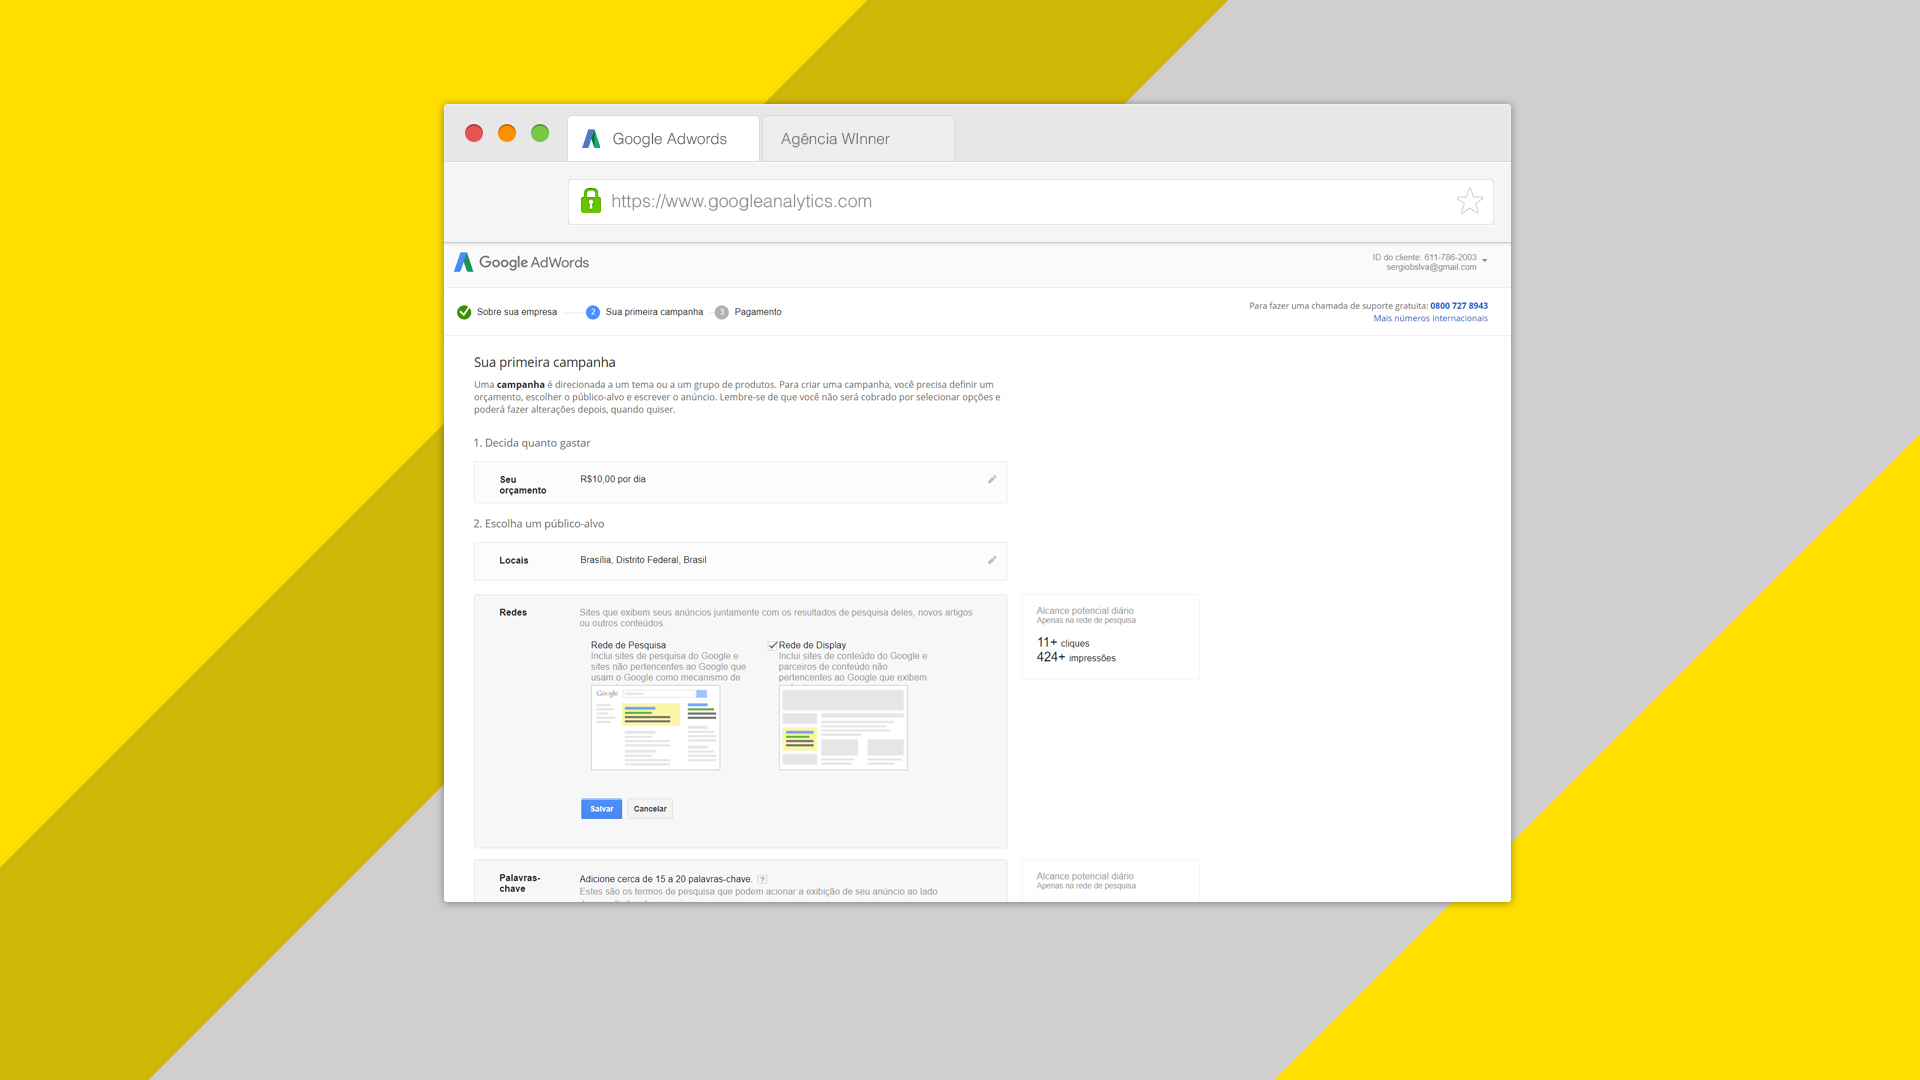 Google Adwords
Agência WInner
https://www.googleanalytics.com
Google AdWords
ID do cliente: 611-786-2003
sergiobslva@gmail.com
Sobre sua empresa
2 Sua primeira campanha
3 Pagamento
Para fazer uma chamada de suporte gratuita: 0800 727 8943
Mais números internacionais
Sua primeira campanha
Uma campanha é direcionada a um tema ou a um grupo de produtos. Para criar uma campanha, você precisa definir um
orçamento, escolher o público-alvo e escrever o anúncio. Lembre-se de que você não será cobrado por selecionar opções e
poderá fazer alterações depois, quando quiser.
1. Decida quanto gastar
Seu
orçamento
R$10,00 por dia
2. Escolha um público-alvo
Locais
Brasília, Distrito Federal, Brasil
Redes
Sites que exibem seus anúncios juntamente com os resultados de pesquisa deles, novos artigos
ou outros conteúdos.
Rede de Pesquisa
Inclui sites de pesquisa do Google e
sites não pertencentes ao Google que
usam o Google como mecanismo de
Google
Rede de Display
Inclui sites de conteúdo do Google e
parceiros de conteúdo não
pertencentes ao Google que exibem
Salvar
Cancelar
Alcance potencial diário
Apenas na rede de pesquisa
11+ cliques
424+ impressões
Palavras-
chave
Adicione cerca de 15 a 20 palavras-chave. ?
Estes são os termos de pesquisa que podem acionar a exibição de seu anúncio ao lado
Alcance potencial diário
Apenas na rede de pesquisa